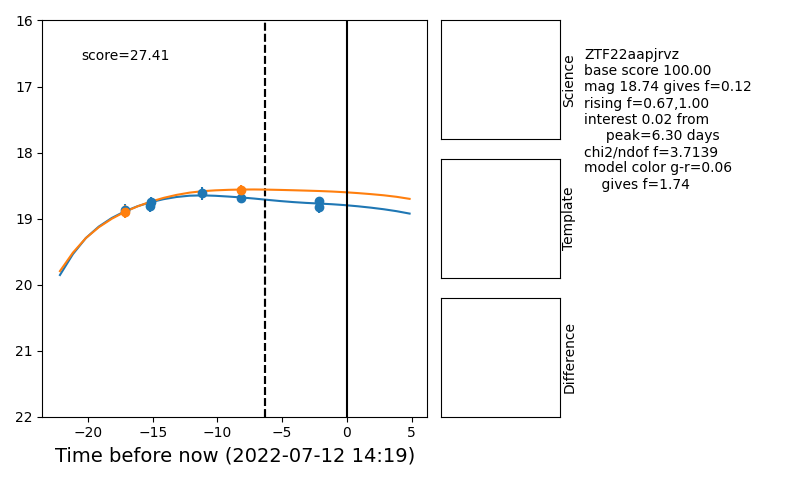 score=27.41
16
17
18
19
20
21
22
−20
−15
−10
−5
0
5
Time before now (2022-07-12 14:19)
Science
Template
Difference
ZTF22aapjrvz
base score 100.00
mag 18.74 gives f=0.12
rising f=0.67,1.00
interest 0.02 from
peak=6.30 days
chi2/ndof f=3.7139
model color g-r=0.06
gives f=1.74